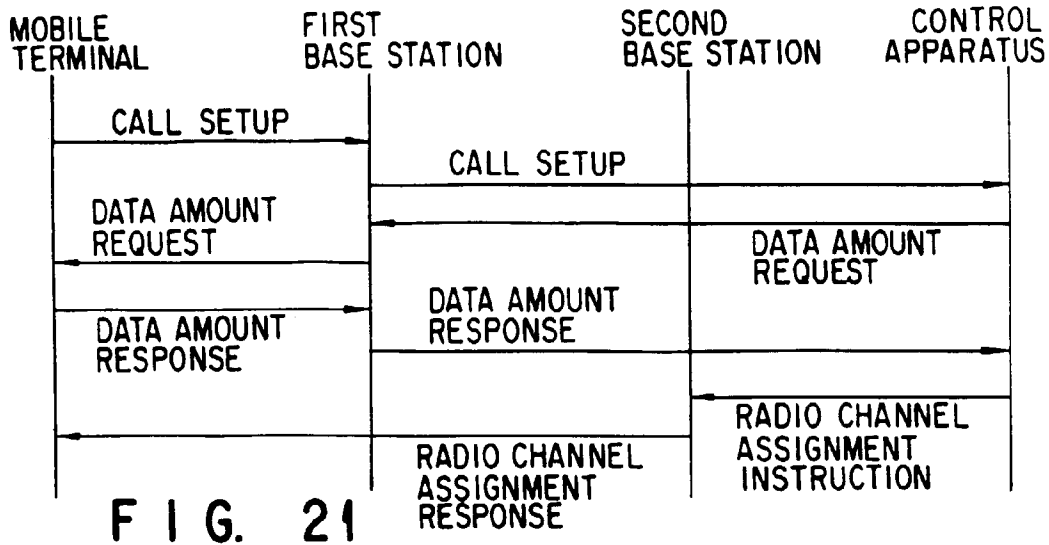 MOBILE
TERMINAL
FIRST
BASE STATION
SECOND
BASE STATION
CONTROL
APPARATUS
CALL SETUP
CALL SETUP
DATA AMOUNT
REQUEST
DATA AMOUNT
REQUEST
DATA AMOUNT
RESPONSE
DATA AMOUNT
RESPONSE
RADIO CHANNEL
ASSIGNMENT
INSTRUCTION
RADIO CHANNEL
ASSIGNMENT
RESPONSE
FIG. 21